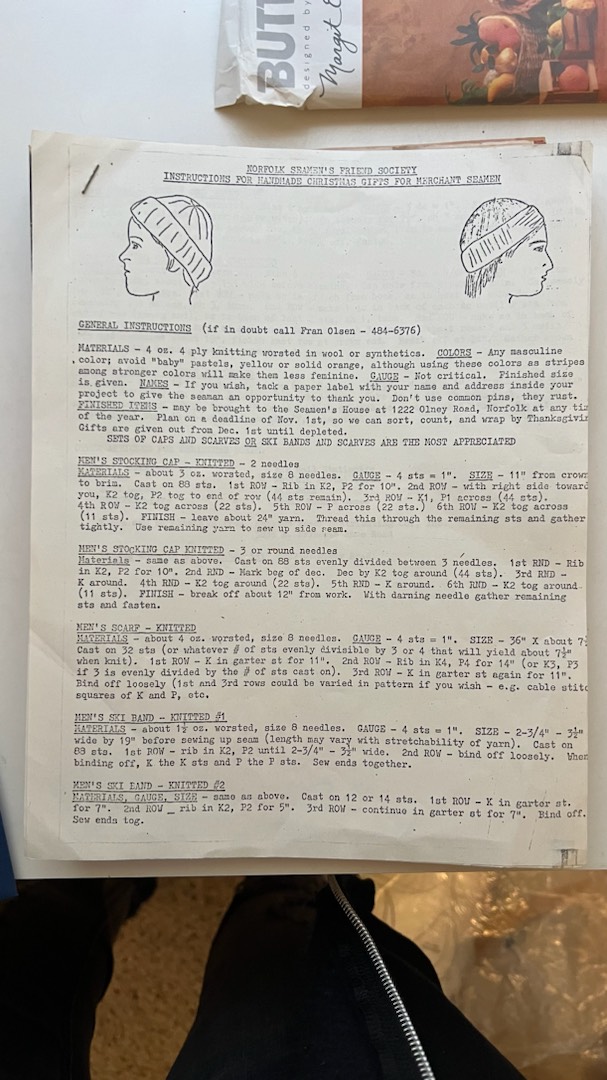 BUTT
designed by
Margit E
NORFOLK SEAMEN'S FRIEND SOCIETY
INSTRUCTIONS FOR HANDMADE CHRISTMAS GIFTS FOR MERCHANT SEAMEN
GENERAL INSTRUCTIONS (if in doubt call Fran Olsen - 484-6376)
MATERIALS - 4 oz. 4 ply knitting worsted in wool or synthetics. COLORS - Any masculine
color; avoid "baby" pastels, yellow or solid orange, although using these colors as stripes
among stronger colors will make them less feminine. GAUGE - Not critical. Finished size
is given. NAMES - If you wish, tack a paper label with your name and address inside your
project to give the seaman an opportunity to thank you. Don't use common pins, they rust.
FINISHED ITEMS - may be brought to the Seamen's House at 1222 Olney Road, Norfolk at any tim
of the year. Plan on a deadline of Nov. 1st, so we can sort, count, and wrap by Thanksgivin
Gifts are given out from Dec. 1st until depleted.
SETS OF CAPS AND SCARVES OR SKI BANDS AND SCARVES ARE THE MOST APPRECIATED
MEN'S STOCKING CAP - KNITTED - 2 needles
MATERIALS - about 3 oz. worsted, size 8 needles. GAUGE - 4 sts = 1". SIZE - 11" from crown
to brim. Cast on 88 sts. 1st ROW - Rib in K2, P2 for 10". 2nd ROW - with right side toward
you, K2 tog, P2 tog to end of row (44 sts remain). 3rd ROW - K1, P1 across (44 sts).
4th ROW - K2 tog across (22 sts). 5th ROW - P across (22 sts.) 6th ROW - K2 tog across
(11 sts). FINISH - leave about 24" yarn. Thread this through the remaining sts and gather
tightly. Use remaining yarn to sew up side seam.
MEN'S STOCKING CAP KNITTED - 3 or round needles
Materials - same as above. Cast on 88 sts evenly divided between 3 needles. 1st RND - Rib
in K2, P2 for 10". 2nd RND - Mark beg of dec. Dec by K2 tog around (44 sts). 3rd RND -
K around. 4th RND - K2 tog around (22 sts). 5th RND - K around. 6th RND - K2 tog around
(11 sts). FINISH - break off about 12" from work. With darning needle gather remaining
sts and fasten.
MEN'S SCARF - KNITTED
MATERIALS - about 4 oz. worsted, size 8 needles. GAUGE - 4 sts = 1". SIZE - 36" X about 7½
Cast on 32 sts (or whatever # of sts evenly divisible by 3 or 4 that will yield about 7½"
when knit). 1st ROW - K in garter st for 11". 2nd ROW - Rib in K4, P4 for 14" (or K3, P3
if 3 is evenly divided by the # of sts cast on). 3rd ROW - K in garter st again for 11".
Bind off loosely (1st and 3rd rows could be varied in pattern if you wish - e.g. cable stitc
squares of K and P, etc.
MEN'S SKI BAND - KNITTED #1
MATERIALS - about 1½ oz. worsted, size 8 needles. GAUGE - 4 sts = 1". SIZE - 2-3/4" - 3½"
wide by 19" before sewing up seam (length may vary with stretchability of yarn). Cast on
88 sts. 1st ROW - rib in K2, P2 until 2-3/4" - 3½" wide. 2nd ROW - bind off loosely. When
binding off, K the K sts and P the P sts. Sew ends together.
MEN'S SKI BAND - KNITTED #2
MATERIALS, GAUGE, SIZE - same as above. Cast on 12 or 14 sts. 1st ROW - K in garter st.
for 7". 2nd ROW _ rib in K2, P2 for 5". 3rd ROW - continue in garter st for 7". Bind off.
Sew ends tog.